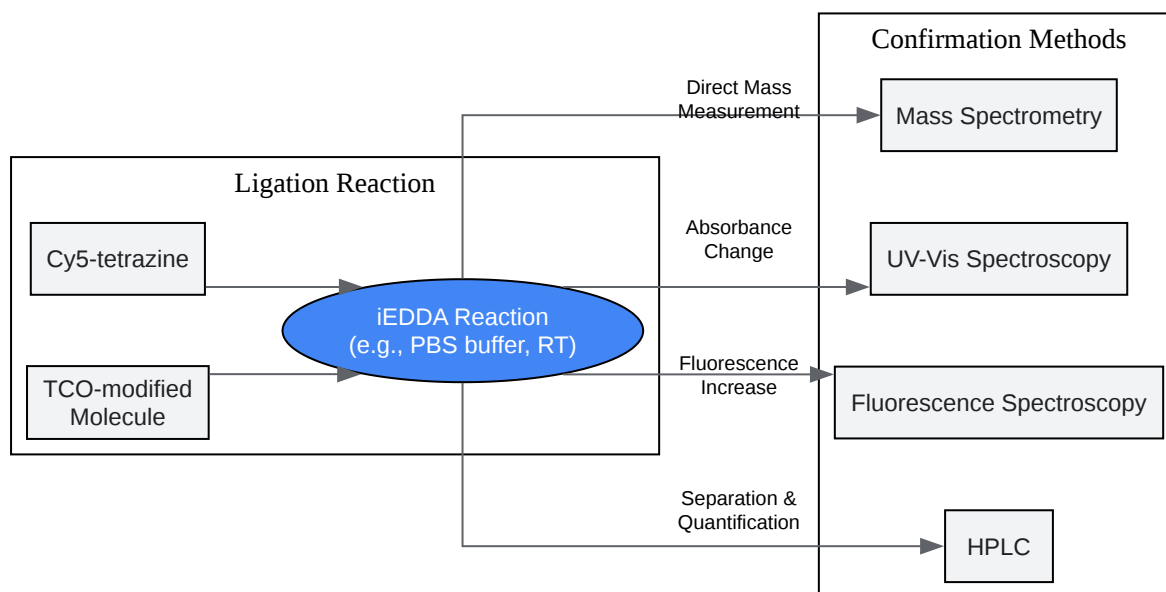 Confirmation Methods
Direct Mass
Measurement
Mass Spectrometry
Ligation Reaction
Cy5-tetrazine
Absorbance
Change
UV-Vis Spectroscopy
iEDDA Reaction
(e.g., PBS buffer, RT)
TCO-modified
Molecule
Fluorescence
Increase
Fluorescence Spectroscopy
Separation &
Quantification
HPLC